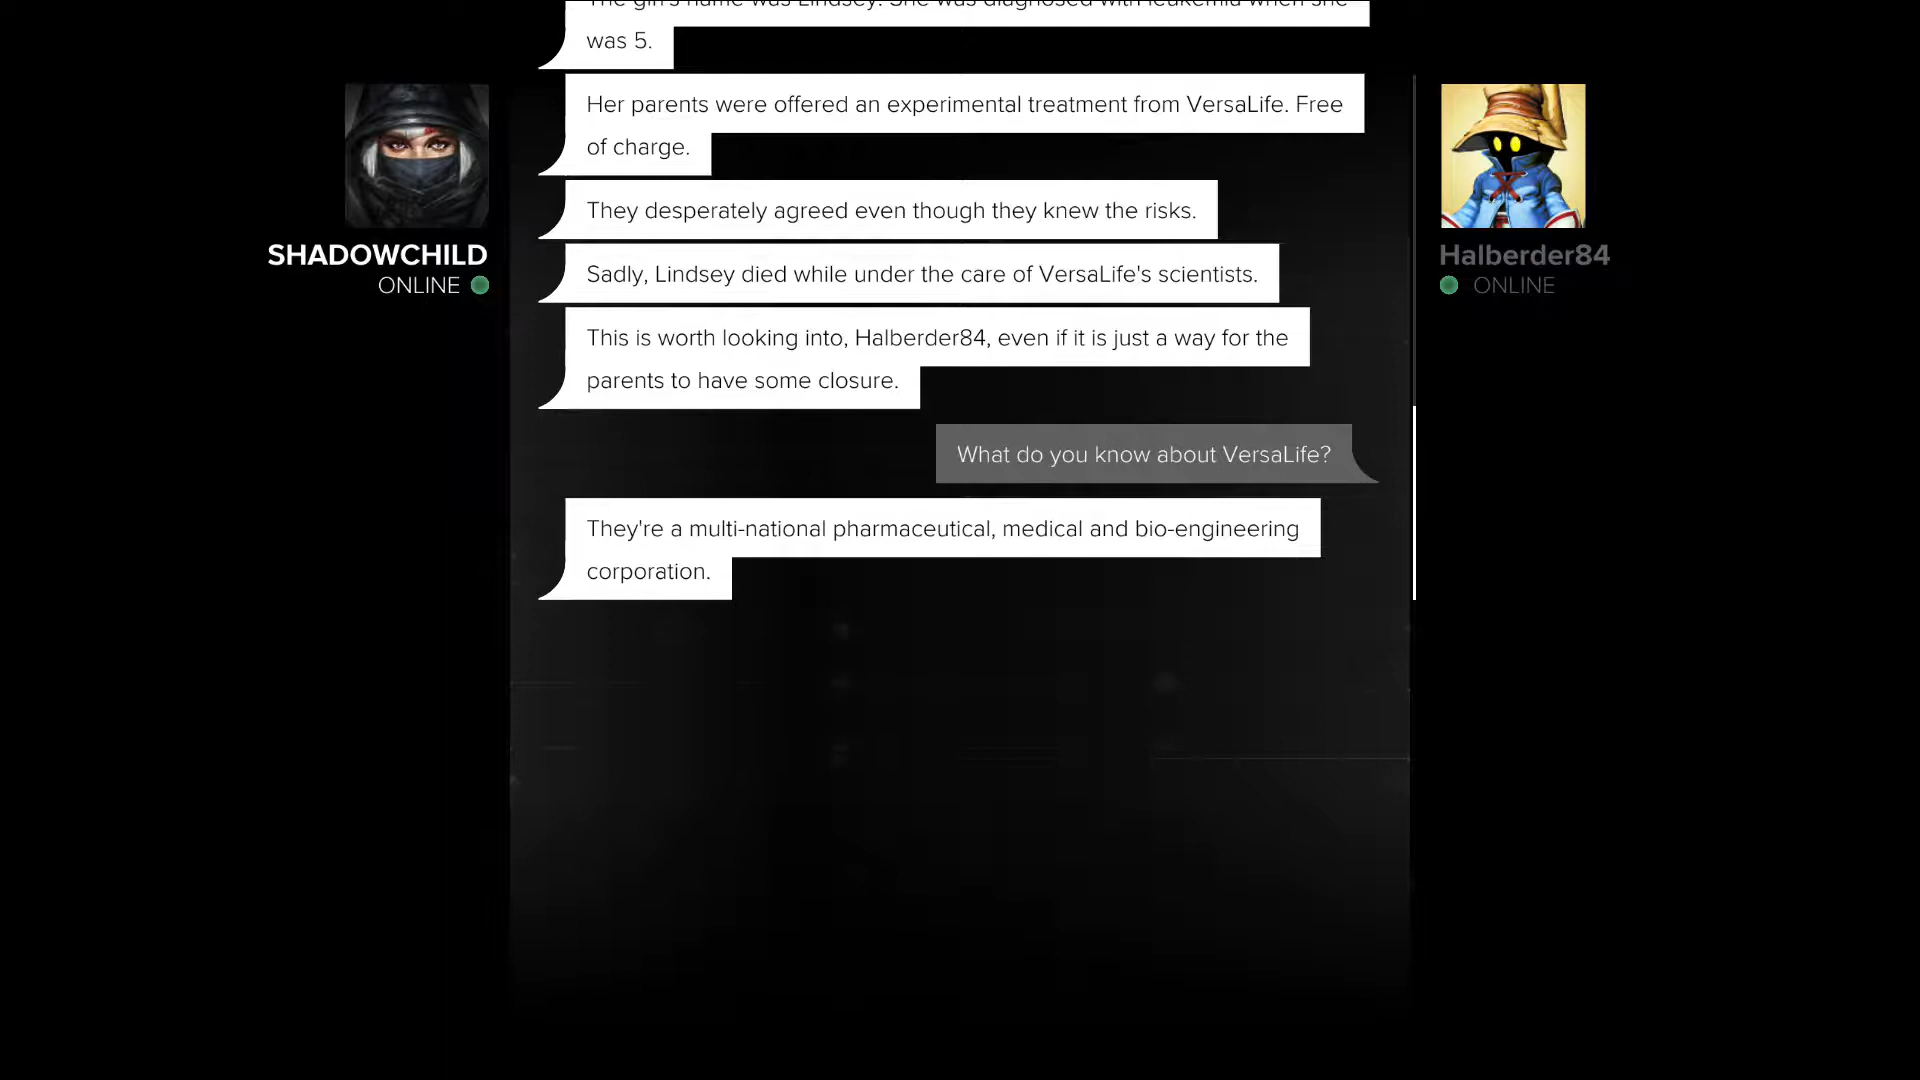 The girl's name was Lindsey. She was diagnosed with leukemia when she
was 5.
Her parents were offered an experimental treatment from VersaLife. Free
of charge.
They desperately agreed even though they knew the risks.
Sadly, Lindsey died while under the care of VersaLife's scientists.
This is worth looking into, Halberder84, even if it is just a way for the
parents to have some closure.
What do you know about VersaLife?
They're a multi-national pharmaceutical, medical and bio-engineering
corporation.
SHADOWCHILD
ONLINE
Halberder84
ONLINE